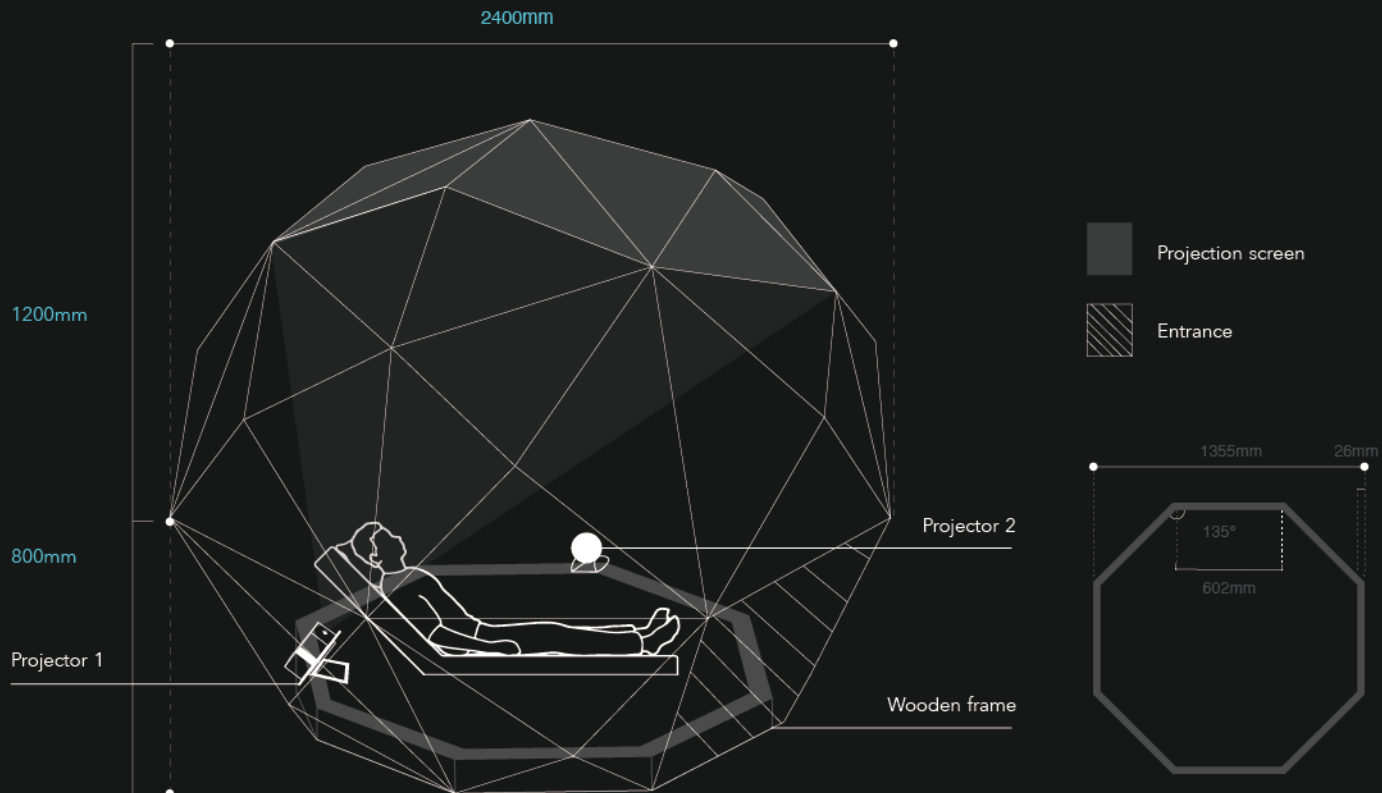 2400mm
1200mm
800mm
Projector 1
Projector 2
Wooden frame
Projection screen
Entrance
1355mm
26mm
135°
602mm